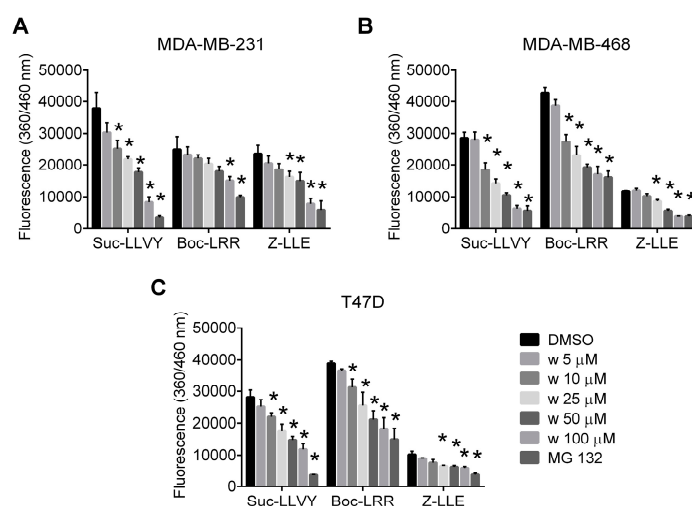 A
MDA-MB-231
Fluorescence (360/460 nm)
50000
40000
30000
20000
10000
0
* * * * *
* *
* * * *
Suc-LLVY Boc-LRR Z-LLE
B
MDA-MB-468
Fluorescence (360/460 nm)
50000
40000
30000
20000
10000
0
* * * * *
* * * * *
* * * *
Suc-LLVY Boc-LRR Z-LLE
C
T47D
Fluorescence (360/460 nm)
50000
40000
30000
20000
10000
0
* * * * *
* * * * *
* * * *
Suc-LLVY Boc-LRR Z-LLE
DMSO
w 5 μM
w 10 μM
w 25 μM
w 50 μM
w 100 μM
MG 132